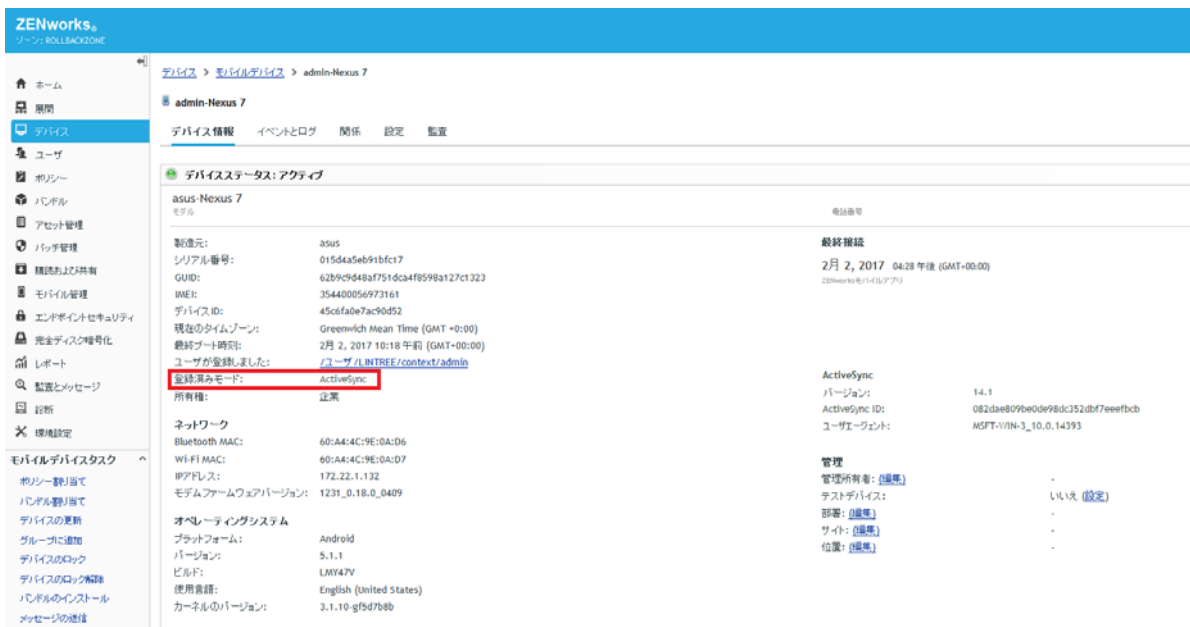 ZENworks®
ゾーン: ROLLBACKZONE
ホーム
展開
デバイス
ユーザ
ポリシー
バンドル
アセット管理
パッチ管理
購読および共有
モバイル管理
エンドポイントセキュリティ
完全ディスク暗号化
レポート
監査とメッセージ
診断
環境設定
モバイルデバイスタスク
ポリシー割り当て
バンドル割り当て
デバイスの更新
グループに追加
デバイスのロック
デバイスのロック解除
バンドルのインストール
メッセージの送信
デバイス > モバイルデバイス > admin-Nexus 7
admin-Nexus 7
デバイス情報 イベントとログ 関係 設定 監査
デバイスステータス: アクティブ
asus-Nexus 7
モデル
電話番号
製造元: asus
シリアル番号: 015d4a5eb91bfc17
GUID: 62b9c9d48af751dca4f8598a127c1323
IMEI: 354400056973161
デバイス ID: 45c6fa0e7ac90d52
現在のタイムゾーン: Greenwich Mean Time (GMT +0:00)
最終ブート時刻: 2月 2, 2017 10:18 午前 (GMT+00:00)
ユーザが登録しました: /ユーザ/LINTREE/context/admin
登録済みモード: ActiveSync
所有権: 企業
ネットワーク
Bluetooth MAC: 60:A4:4C:9E:0A:D6
Wi-Fi MAC: 60:A4:4C:9E:0A:D7
IPアドレス: 172.22.1.132
モデムファームウェアバージョン: 1231_0.18.0_0409
オペレーティングシステム
プラットフォーム: Android
バージョン: 5.1.1
ビルド: LMY47V
使用言語: English (United States)
カーネルのバージョン: 3.1.10-gf5d7b8b
最終接続
2月 2, 2017 04:28 午後 (GMT+00:00)
ZENworksモバイルアプリ
ActiveSync
バージョン: 14.1
ActiveSync ID: 082dae809be0de98dc352dbf7eeefbcb
ユーザエージェント: MSFT-WIN-3_10.0.14393
管理
管理所有者: (編集) -
テストデバイス: いいえ (設定)
部署: (編集) -
サイト: (編集) -
位置: (編集) -